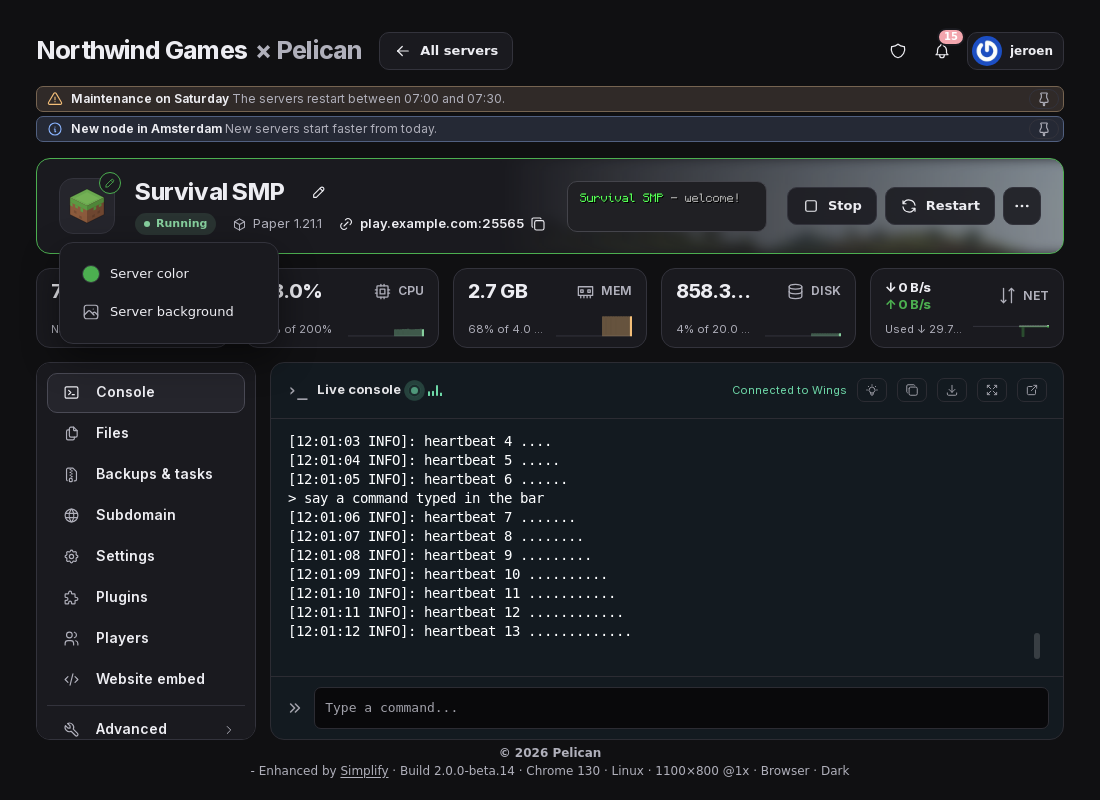 Northwind Games × Pelican
All servers
15
jeroen
Maintenance on Saturday The servers restart between 07:00 and 07:30.
New node in Amsterdam New servers start faster from today.
Survival SMP
Running
Paper 1.21.1
play.example.com:25565
Survival SMP — welcome!
Stop
Restart
Server color
Server background
.0%
CPU
of 200%
2.7 GB
MEM
68% of 4.0 ...
858.3...
DISK
4% of 20.0 ...
↓ 0 B/s
↑ 0 B/s
NET
Used ↓ 29.7...
Console
Files
Backups & tasks
Subdomain
Settings
Plugins
Players
Website embed
Advanced
Live console
Connected to Wings
[12:01:03 INFO]: heartbeat 4 ....
[12:01:04 INFO]: heartbeat 5 .....
[12:01:05 INFO]: heartbeat 6 ......
> say a command typed in the bar
[12:01:06 INFO]: heartbeat 7 .......
[12:01:07 INFO]: heartbeat 8 ........
[12:01:08 INFO]: heartbeat 9 .........
[12:01:09 INFO]: heartbeat 10 ..........
[12:01:10 INFO]: heartbeat 11 ...........
[12:01:11 INFO]: heartbeat 12 ............
[12:01:12 INFO]: heartbeat 13 .............
Type a command...
© 2026 Pelican
- Enhanced by Simplify · Build 2.0.0-beta.14 · Chrome 130 · Linux · 1100×800 @1x · Browser · Dark